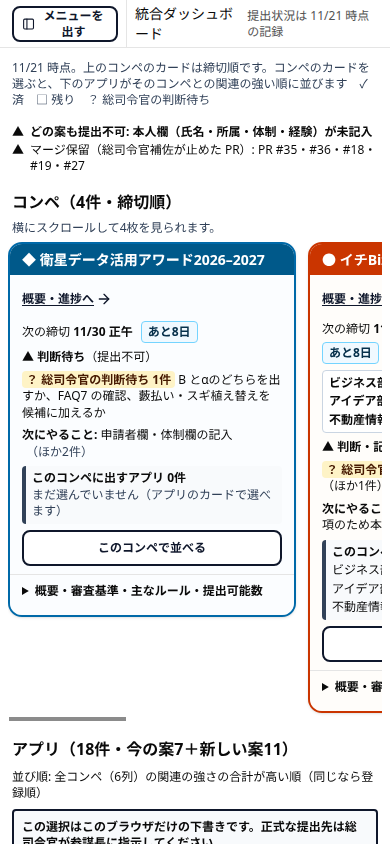 メニューを
出す
統合ダッシュボ
ード
提出状況は 11/21 時点
の記録
11/21 時点。上のコンペのカードは締切順です。コンペのカードを
選ぶと、下のアプリがそのコンペとの関連の強い順に並びます ✓
済 □ 残り ? 総司令官の判断待ち
▲ どの案も提出不可: 本人欄（氏名・所属・体制・経験）が未記入
▲ マージ保留（総司令官補佐が止めた PR）: PR #35・#36・#18・
#19・#27
コンペ（4件・締切順）
横にスクロールして4枚を見られます。
◆ 衛星データ活用アワード2026–2027
概要・進捗へ →
次の締切 11/30 正午 あと8日
▲ 判断待ち（提出不可）
? 総司令官の判断待ち 1件 B とαのどちらを出
すか、FAQ7 の確認、藪払い・スギ植え替えを
候補に加えるか
次にやること: 申請者欄・体制欄の記入
（ほか2件）
このコンペに出すアプリ 0件
まだ選んでいません（アプリのカードで選べ
ます）
このコンペで並べる
▶ 概要・審査基準・主なルール・提出可能数
● イチBi
概要・進捗
次の締切 1
あと8日
ビジネス部
アイデア部
不動産情報
▲ 判断・記
? 総司令官
（ほか1件）
次にやるこ
項のため本
このコンペ
ビジネス部
アイデア部
不動産情報
▶ 概要・審
アプリ（18件・今の案7＋新しい案11）
並び順: 全コンペ（6列）の関連の強さの合計が高い順（同じなら登
録順）
この選択はこのブラウザだけの下書きです。正式な提出先は総
司令官が参謀長に指示してください。